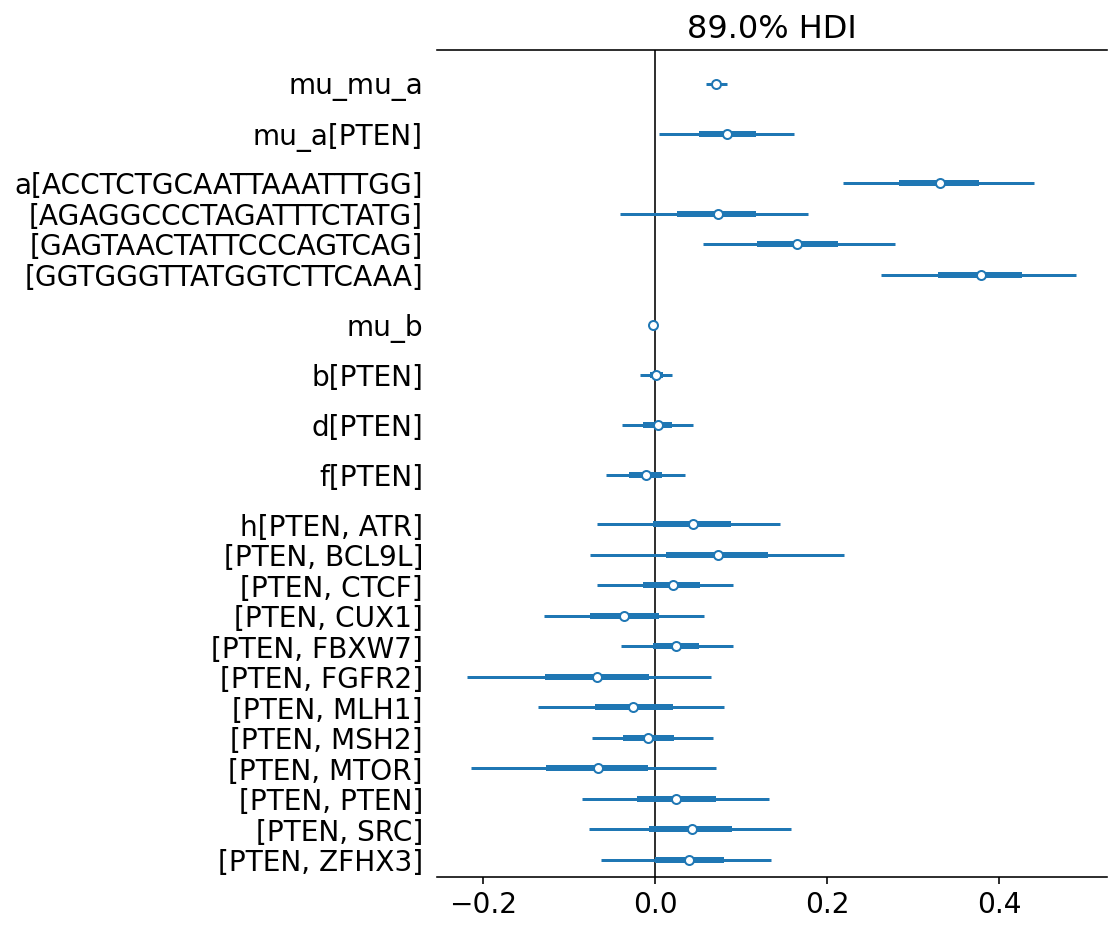 89.0% HDI
mu_mu_a
mu_a[PTEN]
a[ACCTCTGCAATTAAATTTGG]
[AGAGGCCCTAGATTTCTATG]
[GAGTAACTATTCCCAGTCAG]
[GGTGGGTTATGGTCTTCAAA]
mu_b
b[PTEN]
d[PTEN]
f[PTEN]
h[PTEN, ATR]
[PTEN, BCL9L]
[PTEN, CTCF]
[PTEN, CUX1]
[PTEN, FBXW7]
[PTEN, FGFR2]
[PTEN, MLH1]
[PTEN, MSH2]
[PTEN, MTOR]
[PTEN, PTEN]
[PTEN, SRC]
[PTEN, ZFHX3]
−0.2 0.0 0.2 0.4